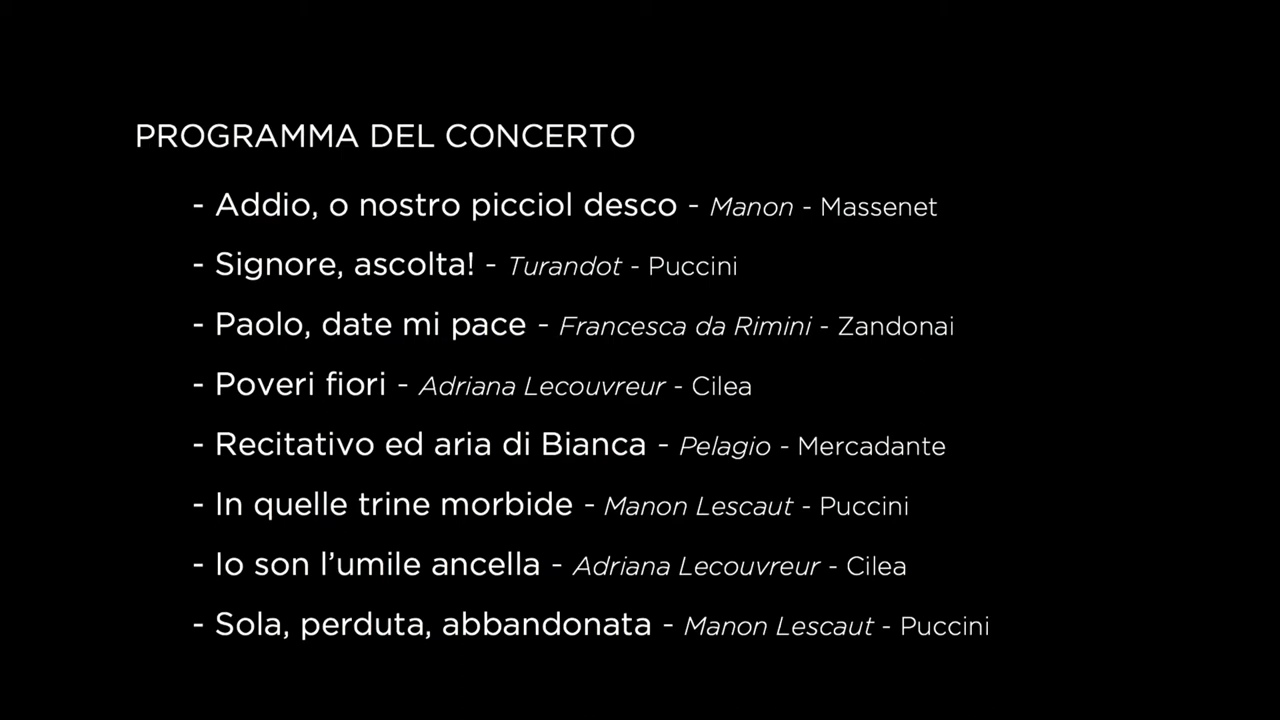 PROGRAMMA DEL CONCERTO
- Addio, o nostro picciol desco - Manon - Massenet
- Signore, ascolta! - Turandot - Puccini
- Paolo, date mi pace - Francesca da Rimini - Zandonai
- Poveri fiori - Adriana Lecouvreur - Cilea
- Recitativo ed aria di Bianca - Pelagio - Mercadante
- In quelle trine morbide - Manon Lescaut - Puccini
- Io son l’umile ancella - Adriana Lecouvreur - Cilea
- Sola, perduta, abbandonata - Manon Lescaut - Puccini